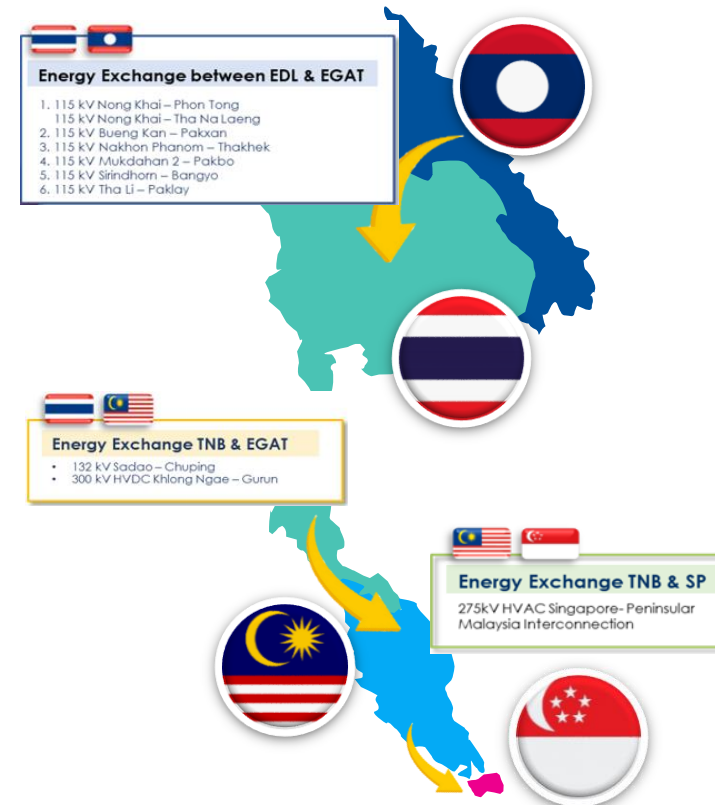 Energy Exchange between EDL & EGAT
1. 115 kV Nong Khai – Phon Tong
115 kV Nong Khai – Tha Na Laeng
2. 115 kV Bueng Kan – Pakxan
3. 115 kV Nakhon Phanom – Thakhek
4. 115 kV Mukdahan 2 – Pakbo
5. 115 kV Sirindhorn – Bangyo
6. 115 kV Tha Li – Paklay
Energy Exchange TNB & EGAT
• 132 kV Sadao – Chuping
• 300 kV HVDC Khlong Ngae – Gurun
Energy Exchange TNB & SP
275kV HVAC Singapore- Peninsular
Malaysia Interconnection